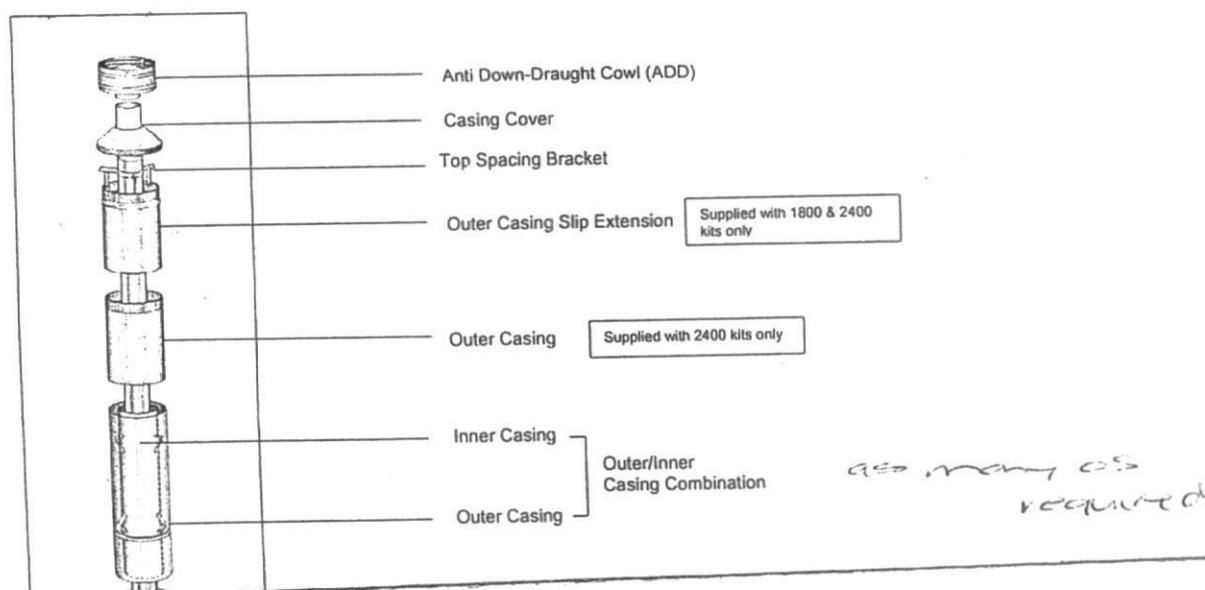 Anti Down-Draught Cowl (ADD)
Casing Cover
Top Spacing Bracket
Outer Casing Slip Extension
Supplied with 1800 & 2400
kits only
Outer Casing
Supplied with 2400 kits only
Inner Casing
Outer/Inner
Casing Combination
Outer Casing
as many as
required